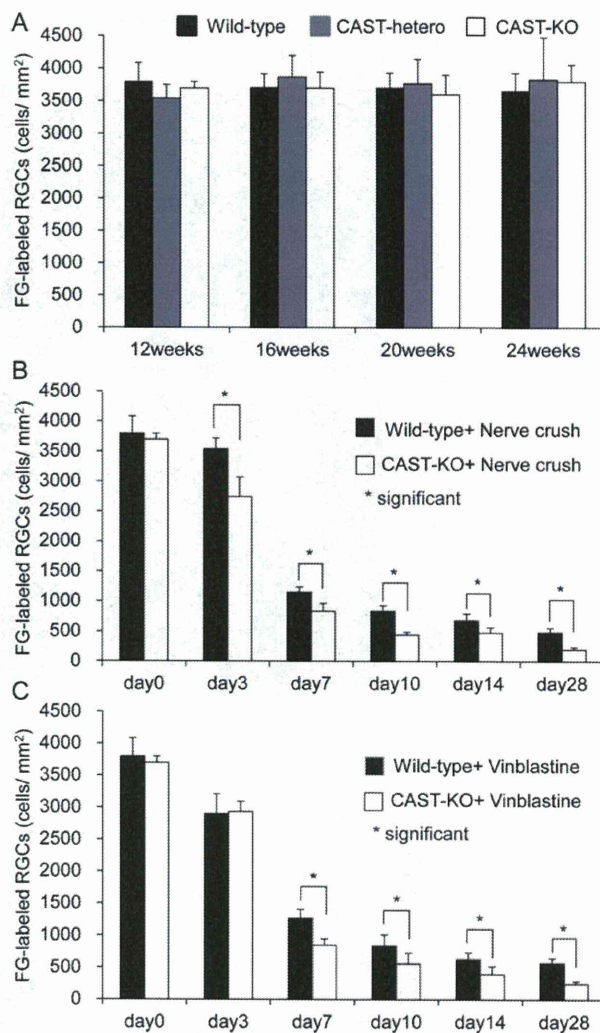 A
Wild-type CAST-hetero CAST-KO
FG-labeled RGCs (cells/ mm²)
4500
4000
3500
3000
2500
2000
1500
1000
500
0
12weeks 16weeks 20weeks 24weeks
B
FG-labeled RGCs (cells/ mm²)
4500
4000
3500
3000
2500
2000
1500
1000
500
0
Wild-type+ Nerve crush
CAST-KO+ Nerve crush
* significant
* * * * *
day0 day3 day7 day10 day14 day28
C
FG-labeled RGCs (cells/ mm²)
4500
4000
3500
3000
2500
2000
1500
1000
500
0
Wild-type+ Vinblastine
CAST-KO+ Vinblastine
* significant
* * * *
day0 day3 day7 day10 day14 day28